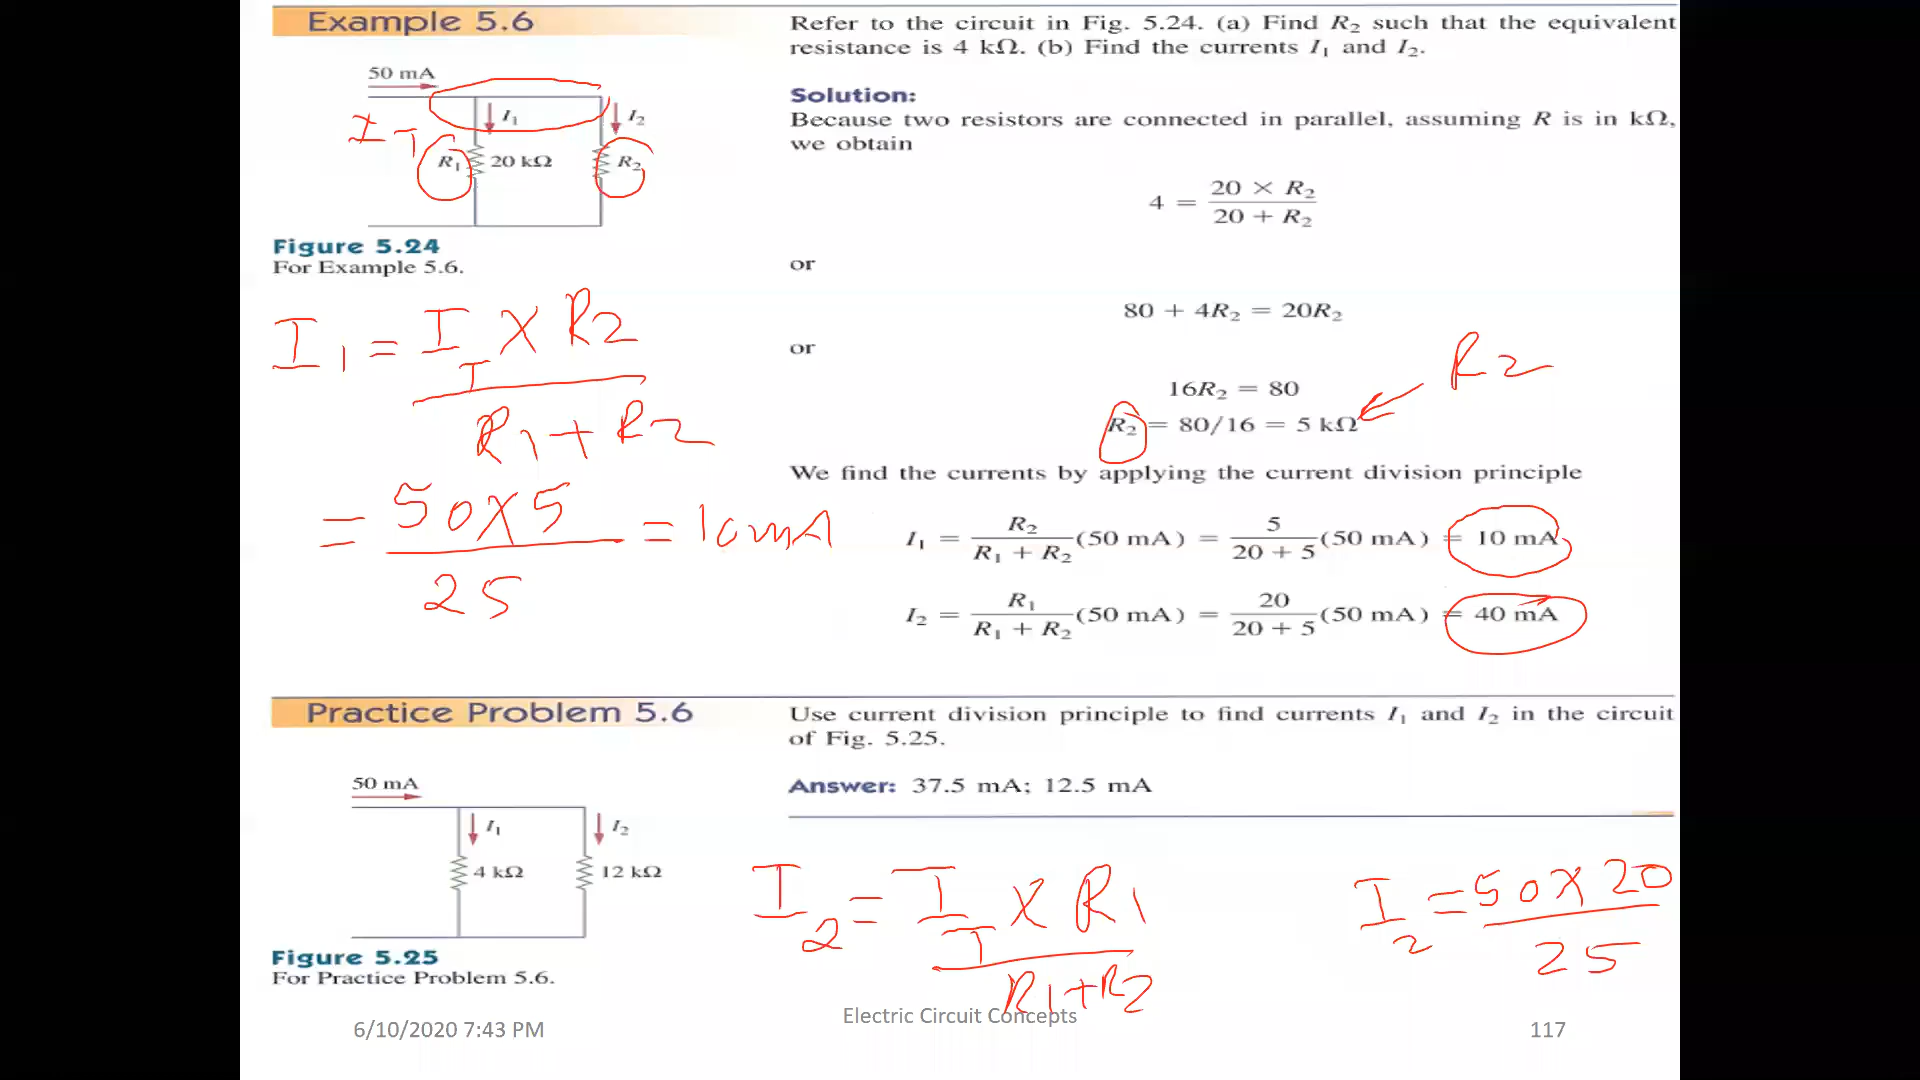 Example 5.6
Refer to the circuit in Fig. 5.24. (a) Find R₂ such that the equivalent
resistance is 4 kΩ. (b) Find the currents I₁ and I₂.
50 mA
I_T
I₁
I₂
R₁
20 kΩ
R₂
Figure 5.24
For Example 5.6.
Solution:
Because two resistors are connected in parallel, assuming R is in kΩ,
we obtain
4 = (20 × R₂)/(20 + R₂)
or
80 + 4R₂ = 20R₂
or
16R₂ = 80
R₂ = 80/16 = 5 kΩ
R2
We find the currents by applying the current division principle
I₁ = R₂/(R₁ + R₂) (50 mA) = 5/(20 + 5) (50 mA) = 10 mA
I₂ = R₁/(R₁ + R₂) (50 mA) = 20/(20 + 5) (50 mA) = 40 mA
I₁ = (I_T X R2)/(R1 + R2)
= (50X5)/25 = 10mA
Practice Problem 5.6
Use current division principle to find currents I₁ and I₂ in the circuit
of Fig. 5.25.
Answer: 37.5 mA; 12.5 mA
50 mA
I₁
I₂
4 kΩ
12 kΩ
Figure 5.25
For Practice Problem 5.6.
I₂ = (I_T X R1)/(R1+R2)
I₂ = (50X20)/25
6/10/2020 7:43 PM
Electric Circuit Concepts
117